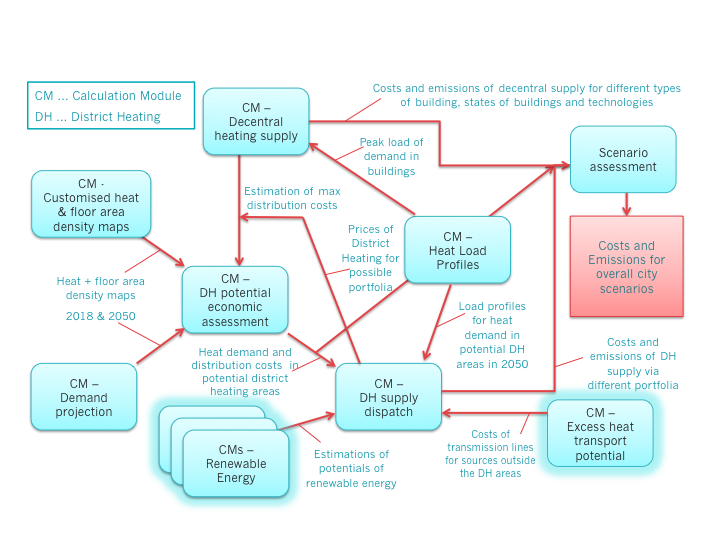 CM ... Calculation Module
DH ... District Heating
CM –
Decentral
heating supply
Costs and emissions of decentral supply for different types
of building, states of buildings and technologies
Peak load of
demand in
buildings
Scenario
assessment
CM -
Customised heat
& floor area
density maps
Estimation of max
distribution costs
Prices of
District
Heating for
possible
portfolia
CM –
Heat Load
Profiles
Costs and
Emissions for
overall city
scenarios
Heat + floor area
density maps
2018 & 2050
CM –
DH potential
economic
assessment
Load profiles
for heat
demand in
potential DH
areas in 2050
Heat demand and
distribution costs in
potential district
heating areas
Costs and
emissions of DH
supply via
different portfolia
CM –
Demand
projection
CM –
DH supply
dispatch
CMs –
Renewable
Energy
Estimations of
potentials of
renewable energy
Costs of
transmission lines
for sources outside
the DH areas
CM –
Excess heat
transport
potential